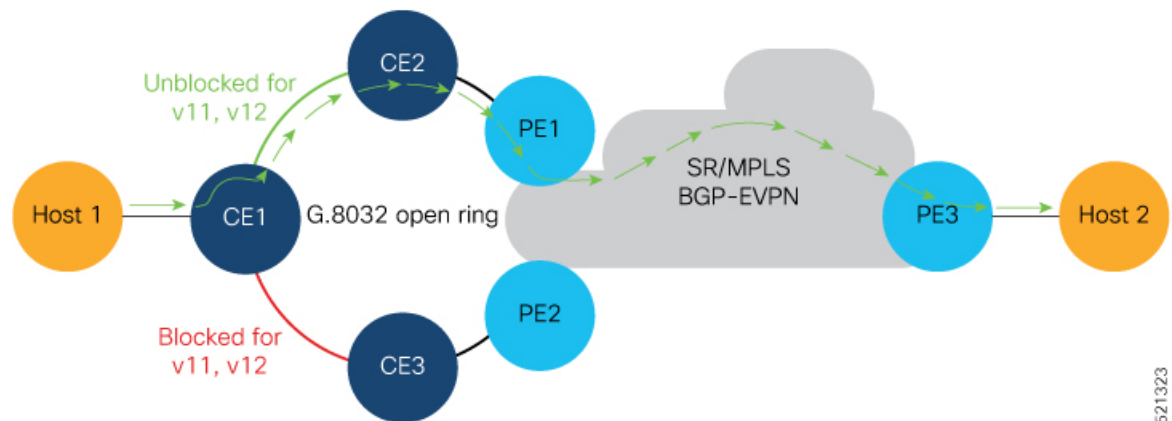 Unblocked for
v11, v12
CE2
PE1
SR/MPLS
BGP-EVPN
Host 1
CE1
G.8032 open ring
PE3
Host 2
PE2
Blocked for
v11, v12
CE3
521323